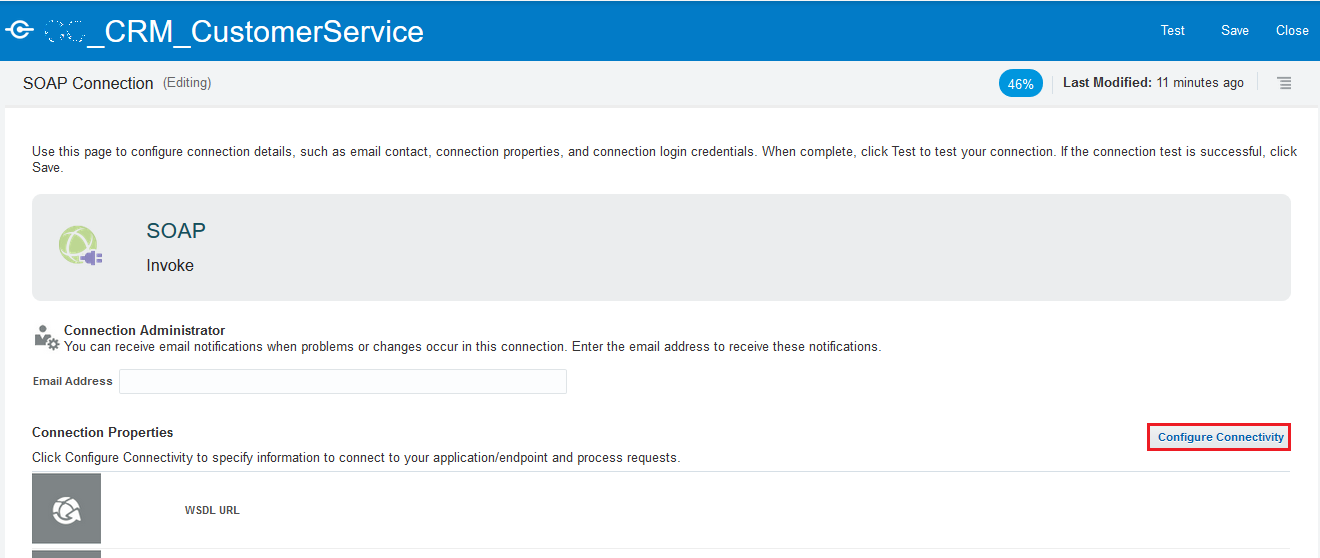 _CRM_CustomerService
Test
Save
Close
SOAP Connection
(Editing)
46%
Last Modified: 11 minutes ago
Use this page to configure connection details, such as email contact, connection properties, and connection login credentials. When complete, click Test to test your connection. If the connection test is successful, click
Save.
SOAP
Invoke
Connection Administrator
You can receive email notifications when problems or changes occur in this connection. Enter the email address to receive these notifications.
Email Address
Connection Properties
Configure Connectivity
Click Configure Connectivity to specify information to connect to your application/endpoint and process requests.
WSDL URL